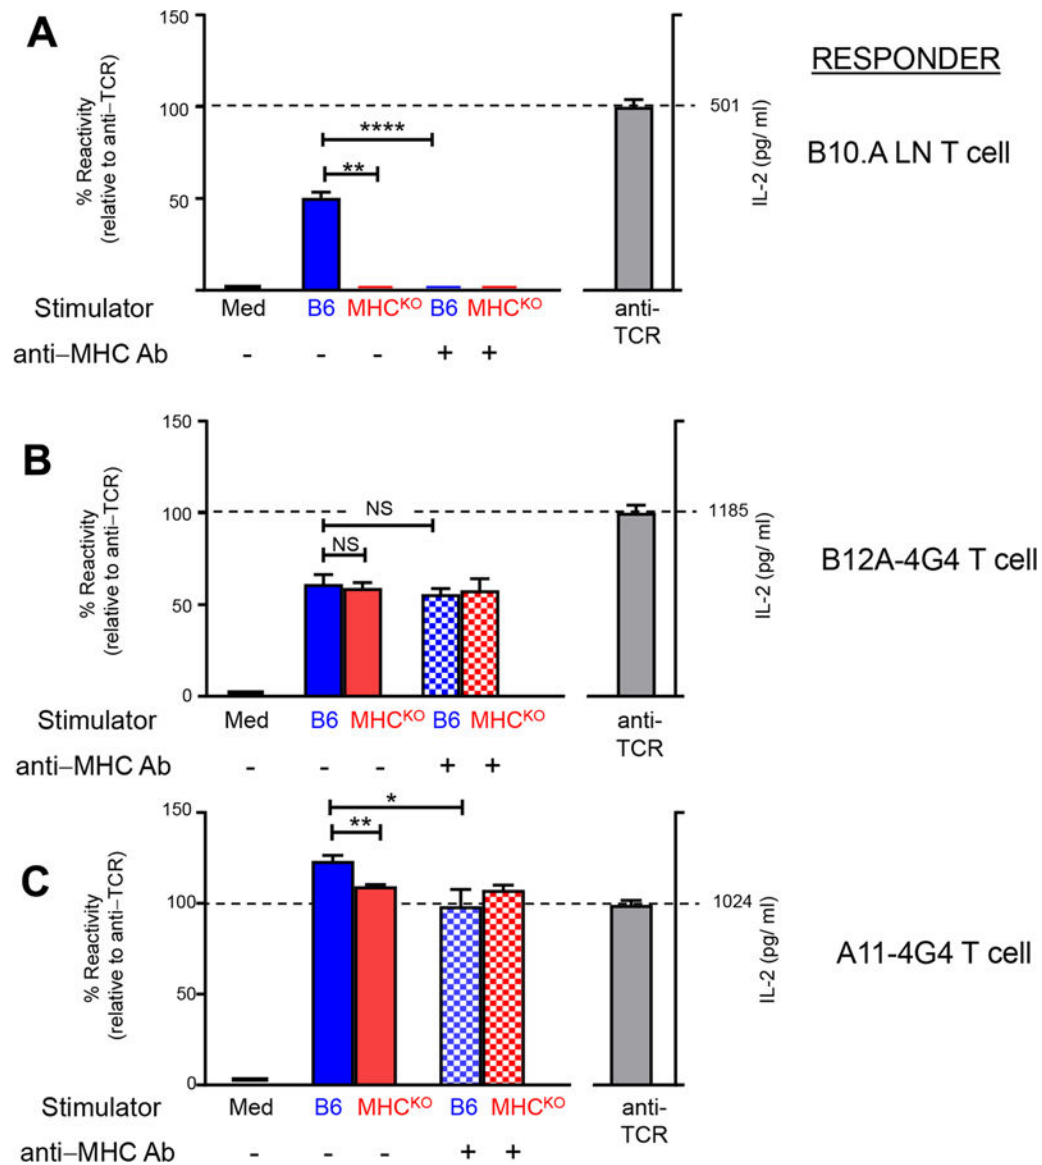 A
RESPONDER
B10.A LN T cell
% Reactivity
(relative to anti–TCR)
150
100
50
****
**
501
IL-2 (pg/ ml)
Stimulator Med B6 MHCKO B6 MHCKO anti-
TCR
anti–MHC Ab - - - + +
B
B12A-4G4 T cell
% Reactivity
(relative to anti–TCR)
150
100
50
0
NS
NS
1185
IL-2 (pg/ ml)
Stimulator Med B6 MHCKO B6 MHCKO anti-
TCR
anti–MHC Ab - - - + +
C
A11-4G4 T cell
% Reactivity
(relative to anti–TCR)
150
100
50
0
*
**
1024
IL-2 (pg/ ml)
Stimulator Med B6 MHCKO B6 MHCKO anti-
TCR
anti–MHC Ab - - - + +